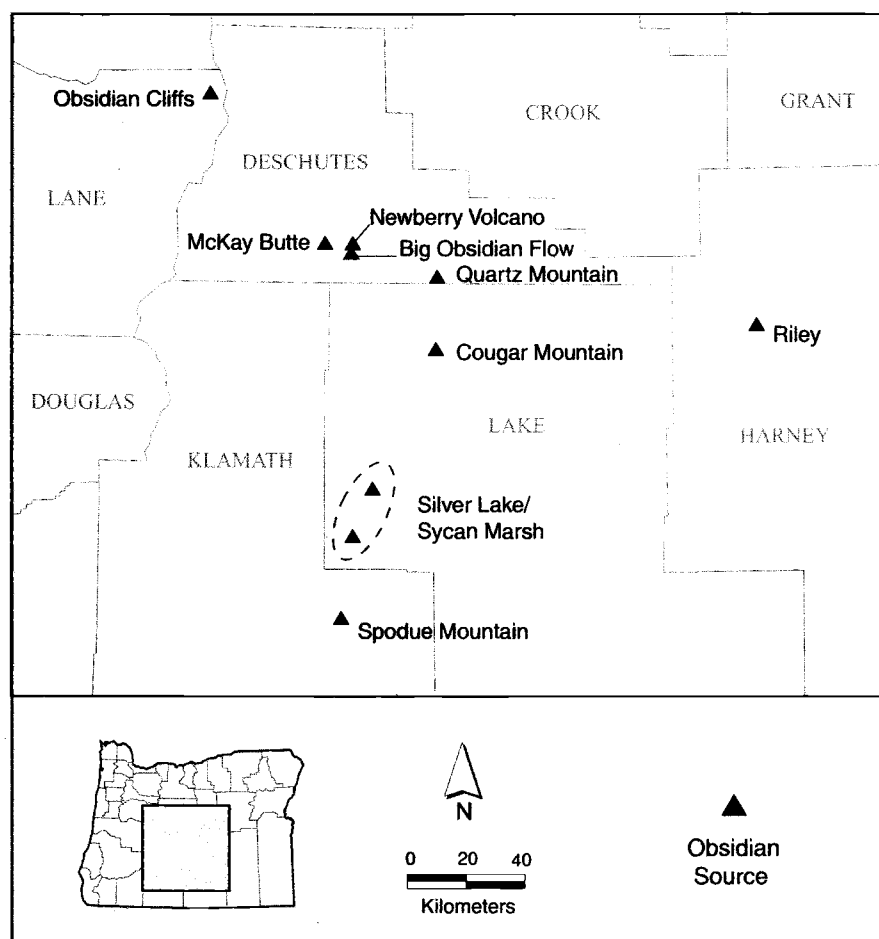 Obsidian Cliffs
CROOK
GRANT
DESCHUTES
LANE
Newberry Volcano
McKay Butte
Big Obsidian Flow
Quartz Mountain
Riley
Cougar Mountain
DOUGLAS
LAKE
HARNEY
KLAMATH
Silver Lake/
Sycan Marsh
Spodue Mountain
N
0 20 40
Kilometers
Obsidian
Source